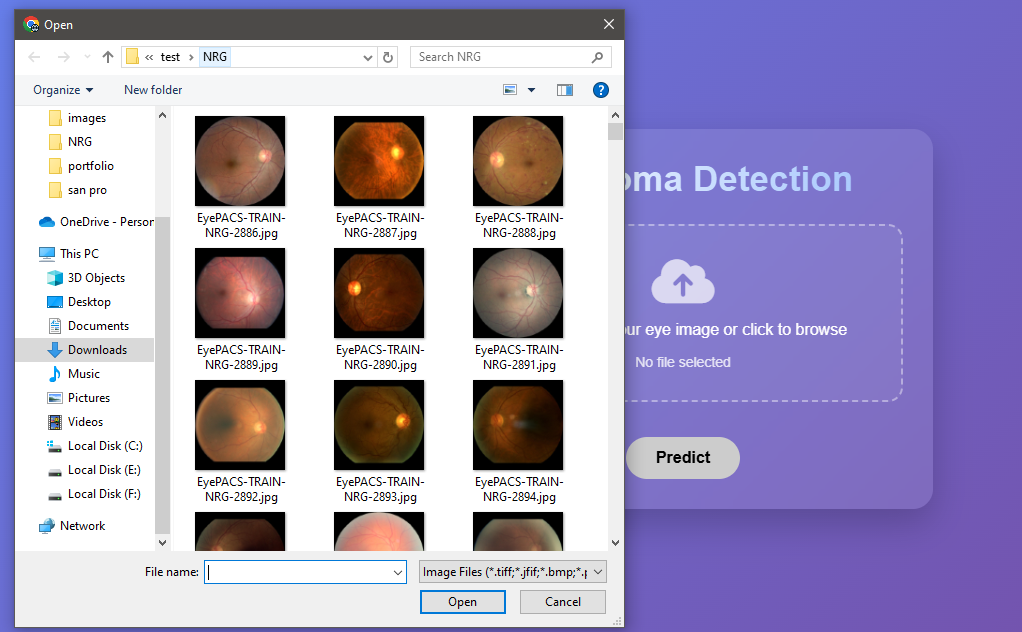 Open
« test › NRG
Search NRG
Organize
New folder
images
NRG
portfolio
san pro
OneDrive - Person
This PC
3D Objects
Desktop
Documents
Downloads
Music
Pictures
Videos
Local Disk (C:)
Local Disk (E:)
Local Disk (F:)
Network
EyePACS-TRAIN-
NRG-2886.jpg
EyePACS-TRAIN-
NRG-2887.jpg
EyePACS-TRAIN-
NRG-2888.jpg
EyePACS-TRAIN-
NRG-2889.jpg
EyePACS-TRAIN-
NRG-2890.jpg
EyePACS-TRAIN-
NRG-2891.jpg
EyePACS-TRAIN-
NRG-2892.jpg
EyePACS-TRAIN-
NRG-2893.jpg
EyePACS-TRAIN-
NRG-2894.jpg
File name:
Image Files (*.tiff;*.jfif;*.bmp;*.p
Open
Cancel
oma Detection
our eye image or click to browse
No file selected
Predict